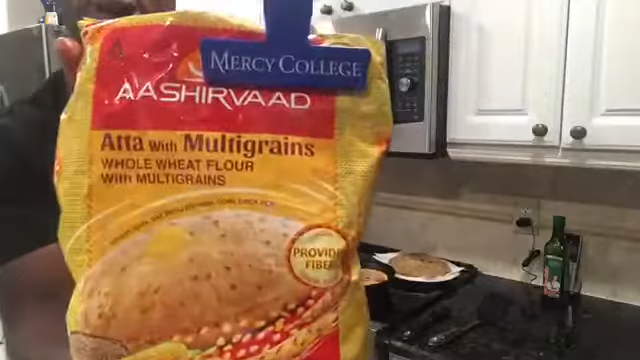 MERCY COLLEGE
AASHIRVAAD
Atta with Multigrains
WHOLE WHEAT FLOUR
with MULTIGRAINS
PROVIDES
FIBER